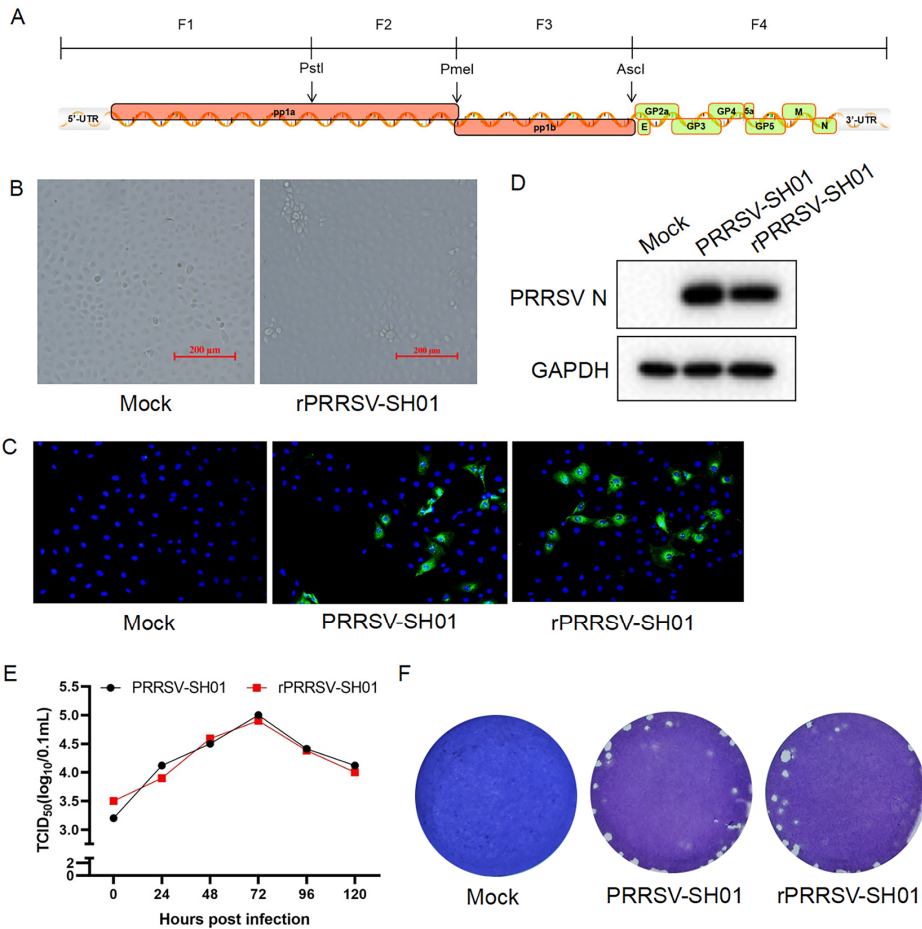 A
F1 F2 F3 F4
PstI PmeI AscI
5'-UTR pp1a pp1b GP2a E GP3 GP4 5a GP5 M N 3'-UTR
B
200 μm 200 μm
Mock rPRRSV-SH01
D
Mock PRRSV-SH01 rPRRSV-SH01
PRRSV N
GAPDH
C
Mock PRRSV-SH01 rPRRSV-SH01
E
PRRSV-SH01 rPRRSV-SH01
TCID50(log10/0.1mL)
5.5
5.0
4.5
4.0
3.5
3.0
2
0
0 24 48 72 96 120
Hours post infection
F
Mock PRRSV-SH01 rPRRSV-SH01